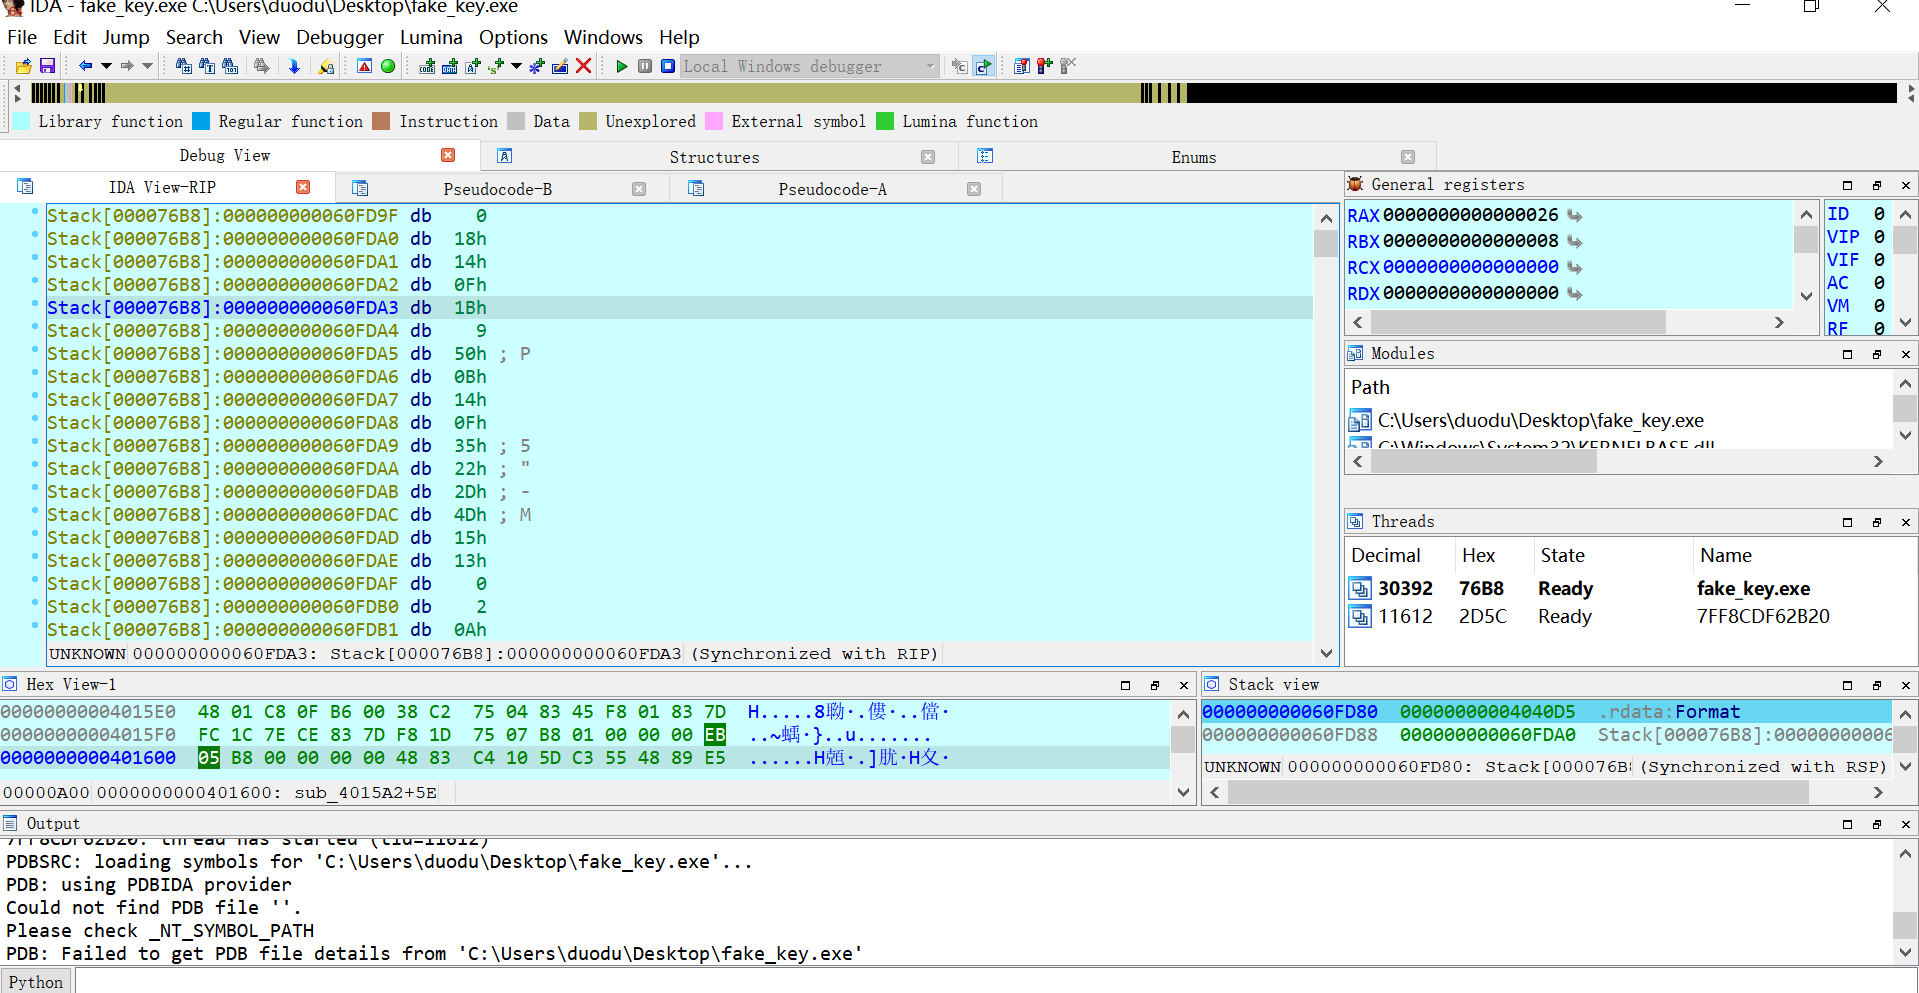 IDA - fake_key.exe C:\Users\duodu\Desktop\fake_key.exe
File Edit Jump Search View Debugger Lumina Options Windows Help
Local Windows debugger
Library function Regular function Instruction Data Unexplored External symbol Lumina function
Debug View Structures Enums
IDA View-RIP Pseudocode-B Pseudocode-A
Stack[000076B8]:000000000060FD9F db 0
Stack[000076B8]:000000000060FDA0 db 18h
Stack[000076B8]:000000000060FDA1 db 14h
Stack[000076B8]:000000000060FDA2 db 0Fh
Stack[000076B8]:000000000060FDA3 db 1Bh
Stack[000076B8]:000000000060FDA4 db 9
Stack[000076B8]:000000000060FDA5 db 50h ; P
Stack[000076B8]:000000000060FDA6 db 0Bh
Stack[000076B8]:000000000060FDA7 db 14h
Stack[000076B8]:000000000060FDA8 db 0Fh
Stack[000076B8]:000000000060FDA9 db 35h ; 5
Stack[000076B8]:000000000060FDAA db 22h ; "
Stack[000076B8]:000000000060FDAB db 2Dh ; -
Stack[000076B8]:000000000060FDAC db 4Dh ; M
Stack[000076B8]:000000000060FDAD db 15h
Stack[000076B8]:000000000060FDAE db 13h
Stack[000076B8]:000000000060FDAF db 0
Stack[000076B8]:000000000060FDB0 db 2
Stack[000076B8]:000000000060FDB1 db 0Ah
UNKNOWN 000000000060FDA3: Stack[000076B8]:000000000060FDA3 (Synchronized with RIP)
General registers
RAX 0000000000000026
RBX 0000000000000008
RCX 0000000000000000
RDX 0000000000000000
ID 0
VIP 0
VIF 0
AC 0
VM 0
RF 0
Modules
Path
C:\Users\duodu\Desktop\fake_key.exe
C:\Windows\System32\KERNELBASE.dll
Threads
Decimal Hex State Name
30392 76B8 Ready fake_key.exe
11612 2D5C Ready 7FF8CDF62B20
Hex View-1
00000000004015E0 48 01 C8 0F B6 00 38 C2 75 04 83 45 F8 01 83 7D
00000000004015F0 FC 1C 7E CE 83 7D F8 1D 75 07 B8 01 00 00 00 EB
0000000000401600 05 B8 00 00 00 00 48 83 C4 10 5D C3 55 48 89 E5
00000A00 0000000000401600: sub_4015A2+5E
Stack view
000000000060FD80 00000000004040D5 .rdata:Format
000000000060FD88 000000000060FDA0 Stack[000076B8]:00000000006
UNKNOWN 000000000060FD80: Stack[000076B (Synchronized with RSP)
Output
7FF8CDF62B20: thread has started (tid=11612)
PDBSRC: loading symbols for 'C:\Users\duodu\Desktop\fake_key.exe'...
PDB: using PDBIDA provider
Could not find PDB file ''.
Please check _NT_SYMBOL_PATH
PDB: Failed to get PDB file details from 'C:\Users\duodu\Desktop\fake_key.exe'
Python